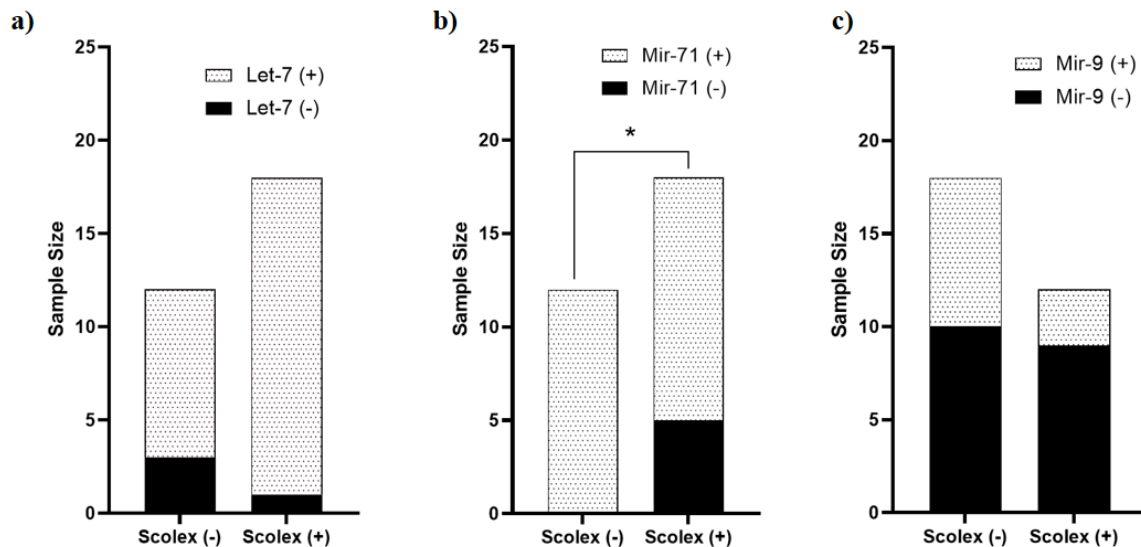 a)
25
20
15
10
5
0
Sample Size
Let-7 (+)
Let-7 (-)
Scolex (-) Scolex (+)
b)
25
20
15
10
5
0
Sample Size
Mir-71 (+)
Mir-71 (-)
*
Scolex (-) Scolex (+)
c)
25
20
15
10
5
0
Sample Size
Mir-9 (+)
Mir-9 (-)
Scolex (-) Scolex (+)